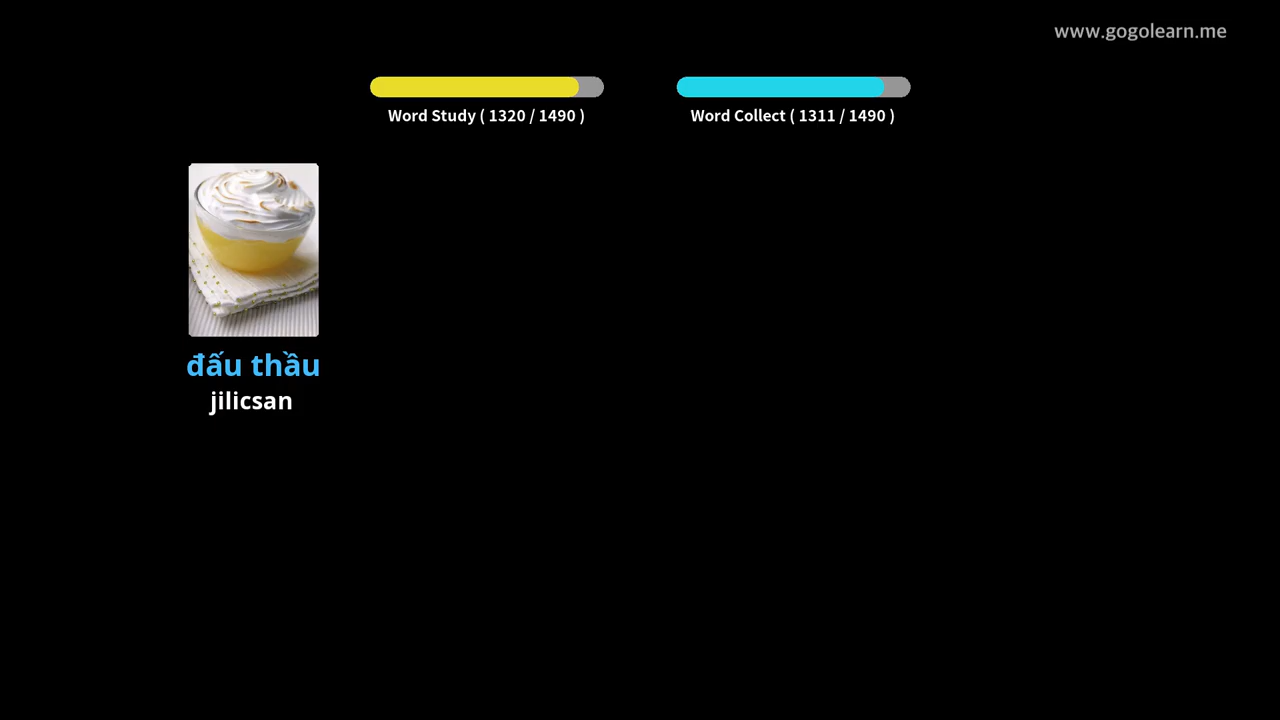 www.gogolearn.me
Word Study ( 1320 / 1490 )
Word Collect ( 1311 / 1490 )
đấu thầu
jilicsan